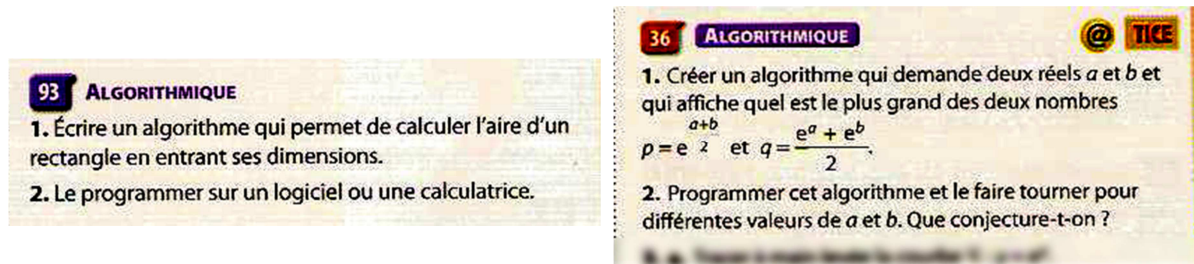 93 ALGORITHMIQUE
1. Écrire un algorithme qui permet de calculer l'aire d'un
rectangle en entrant ses dimensions.
2. Le programmer sur un logiciel ou une calculatrice.
36 ALGORITHMIQUE @ TICE
1. Créer un algorithme qui demande deux réels a et b et
qui affiche quel est le plus grand des deux nombres
p = e^((a+b)/2) et q = (e^a + e^b)/2.
2. Programmer cet algorithme et le faire tourner pour
différentes valeurs de a et b. Que conjecture-t-on ?